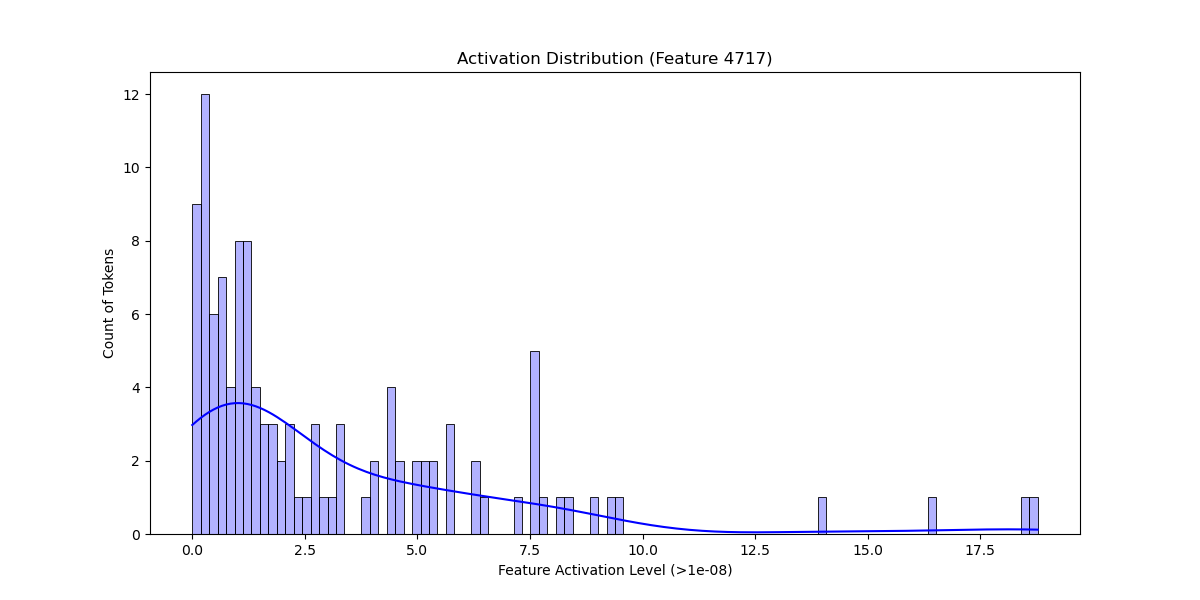 Activation Distribution (Feature 4717)
12
10
8
6
4
2
0
Count of Tokens
0.0 2.5 5.0 7.5 10.0 12.5 15.0 17.5
Feature Activation Level (>1e-08)